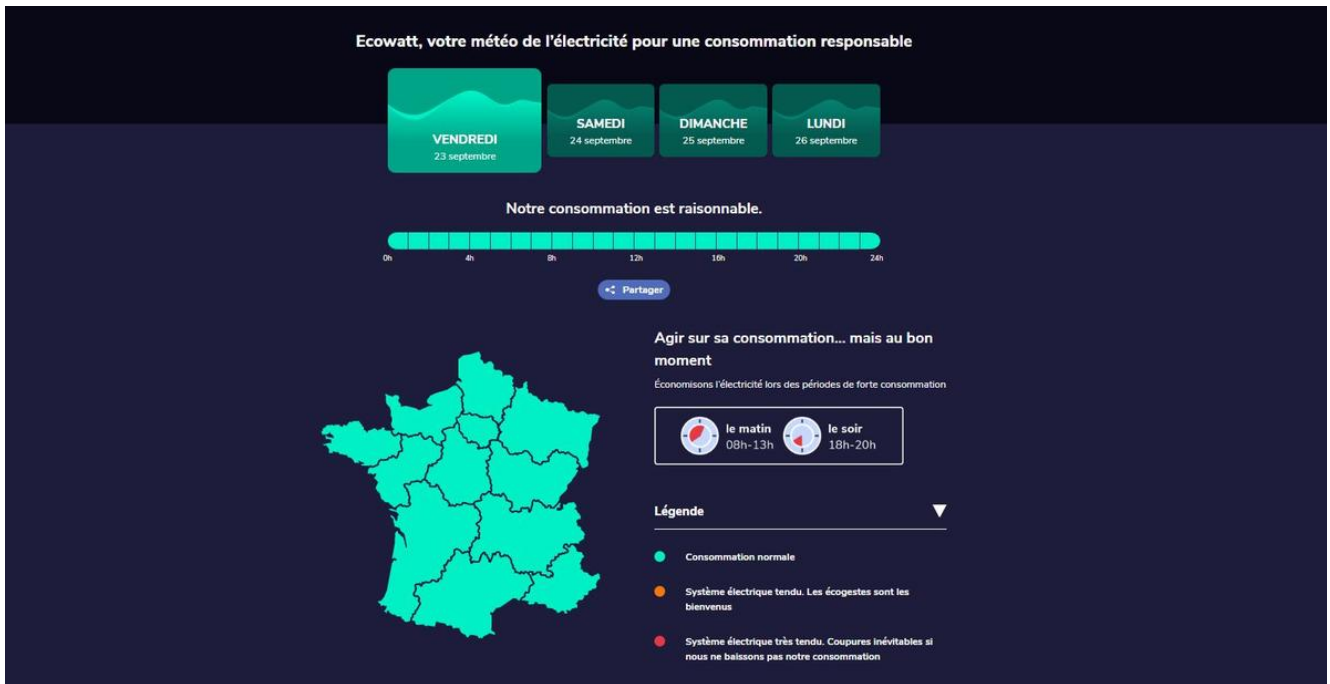 Ecowatt, votre météo de l'électricité pour une consommation responsable
VENDREDI
23 septembre
SAMEDI
24 septembre
DIMANCHE
25 septembre
LUNDI
26 septembre
Notre consommation est raisonnable.
0h 4h 8h 12h 16h 20h 24h
Partager
Agir sur sa consommation... mais au bon
moment
Économisons l'électricité lors des périodes de forte consommation
le matin
08h-13h
le soir
18h-20h
Légende
Consommation normale
Système électrique tendu. Les écogestes sont les
bienvenus
Système électrique très tendu. Coupures inévitables si
nous ne baissons pas notre consommation